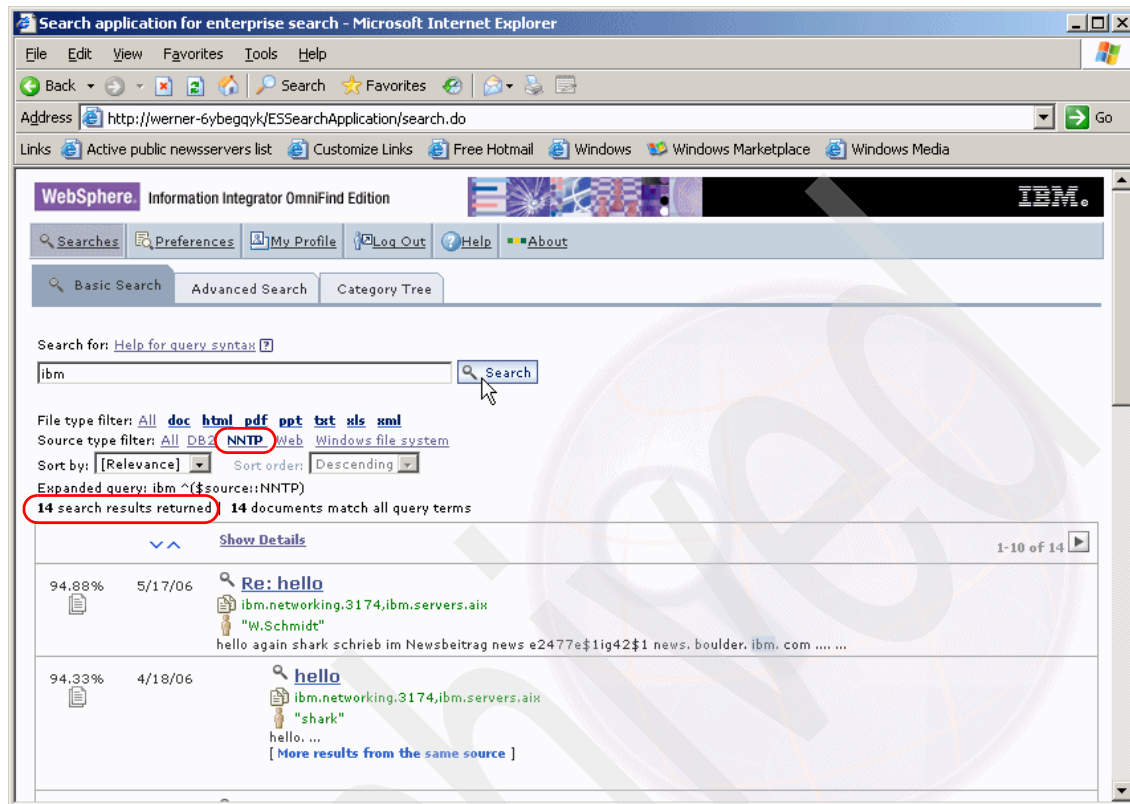 Search application for enterprise search - Microsoft Internet Explorer
File Edit View Favorites Tools Help
Back Search Favorites
Address http://werner-6ybegqyk/ESSearchApplication/search.do Go
Links Active public newsservers list Customize Links Free Hotmail Windows Windows Marketplace Windows Media
WebSphere. Information Integrator OmniFind Edition IBM.
Searches Preferences My Profile Log Out Help About
Basic Search Advanced Search Category Tree
Search for: Help for query syntax ?
ibm Search
File type filter: All doc html pdf ppt txt xls xml
Source type filter: All DB2 NNTP Web Windows file system
Sort by: [Relevance] Sort order: Descending
Expanded query: ibm ^($source::NNTP)
14 search results returned | 14 documents match all query terms
Show Details 1-10 of 14
94.88% 5/17/06 Re: hello
ibm.networking.3174,ibm.servers.aix
"W.Schmidt"
hello again shark schrieb im Newsbeitrag news e2477e$1ig42$1 news. boulder. ibm. com .... ...
94.33% 4/18/06 hello
ibm.networking.3174,ibm.servers.aix
"shark"
hello. ...
[ More results from the same source ]